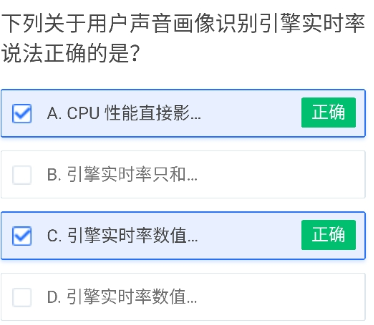 下列关于用户声音画像识别引擎实时率
说法正确的是？
A. CPU 性能直接影... 正确
B. 引擎实时率只和...
C. 引擎实时率数值... 正确
D. 引擎实时率数值...